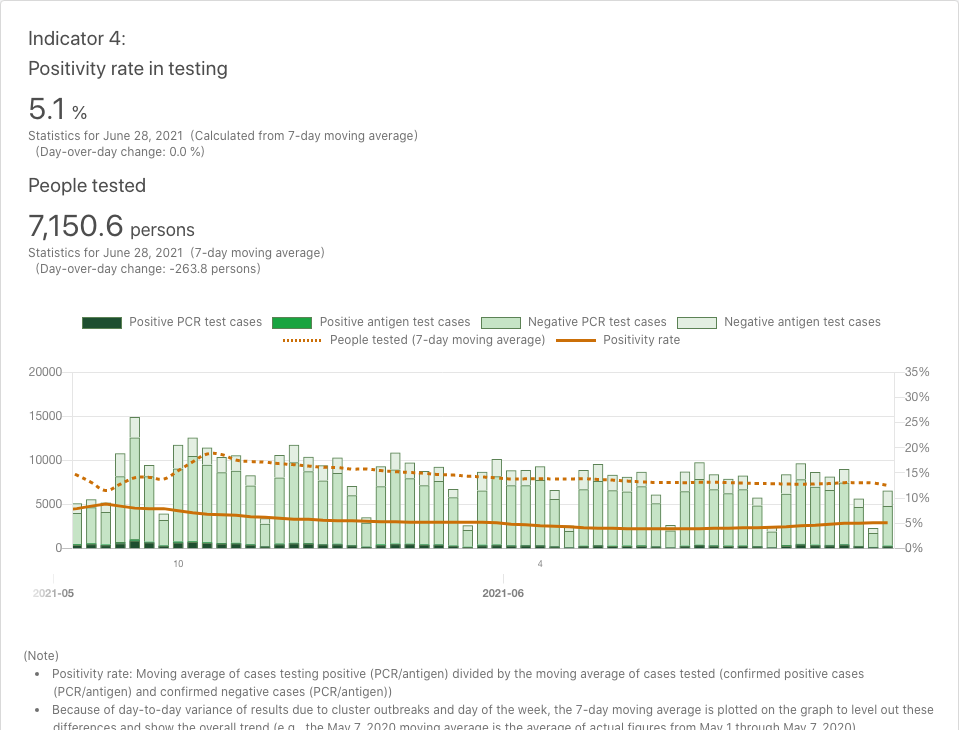 Indicator 4:
Positivity rate in testing
5.1 %
Statistics for June 28, 2021 (Calculated from 7-day moving average)
(Day-over-day change: 0.0 %)
People tested
7,150.6 persons
Statistics for June 28, 2021 (7-day moving average)
(Day-over-day change: -263.8 persons)
Positive PCR test cases Positive antigen test cases Negative PCR test cases Negative antigen test cases
People tested (7-day moving average) Positivity rate
20000 35%
30%
15000 25%
20%
10000 15%
5000 10%
5%
0 0%
10 4
2021-05 2021-06
(Note)
• Positivity rate: Moving average of cases testing positive (PCR/antigen) divided by the moving average of cases tested (confirmed positive cases
(PCR/antigen) and confirmed negative cases (PCR/antigen))
• Because of day-to-day variance of results due to cluster outbreaks and day of the week, the 7-day moving average is plotted on the graph to level out these
differences and show the overall trend (e.g., the May 7, 2020 moving average is the average of actual figures from May 1 through May 7, 2020)